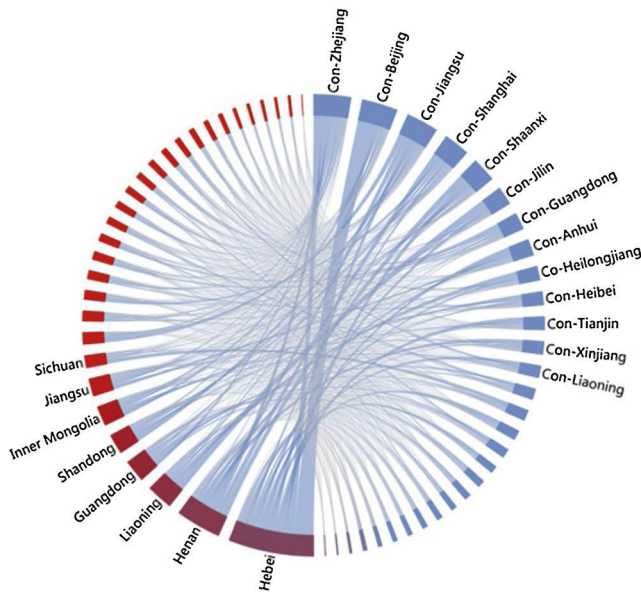 Con-Zhejiang
Con-Beijing
Con-Jiangsu
Con-Shanghai
Con-Shaanxi
Con-Jilin
Con-Guangdong
Con-Anhui
Co-Heilongjiang
Con-Heibei
Con-Tianjin
Con-Xinjiang
Con-Liaoning
Sichuan
Jiangsu
Inner Mongolia
Shandong
Guangdong
Liaoning
Henan
Hebei